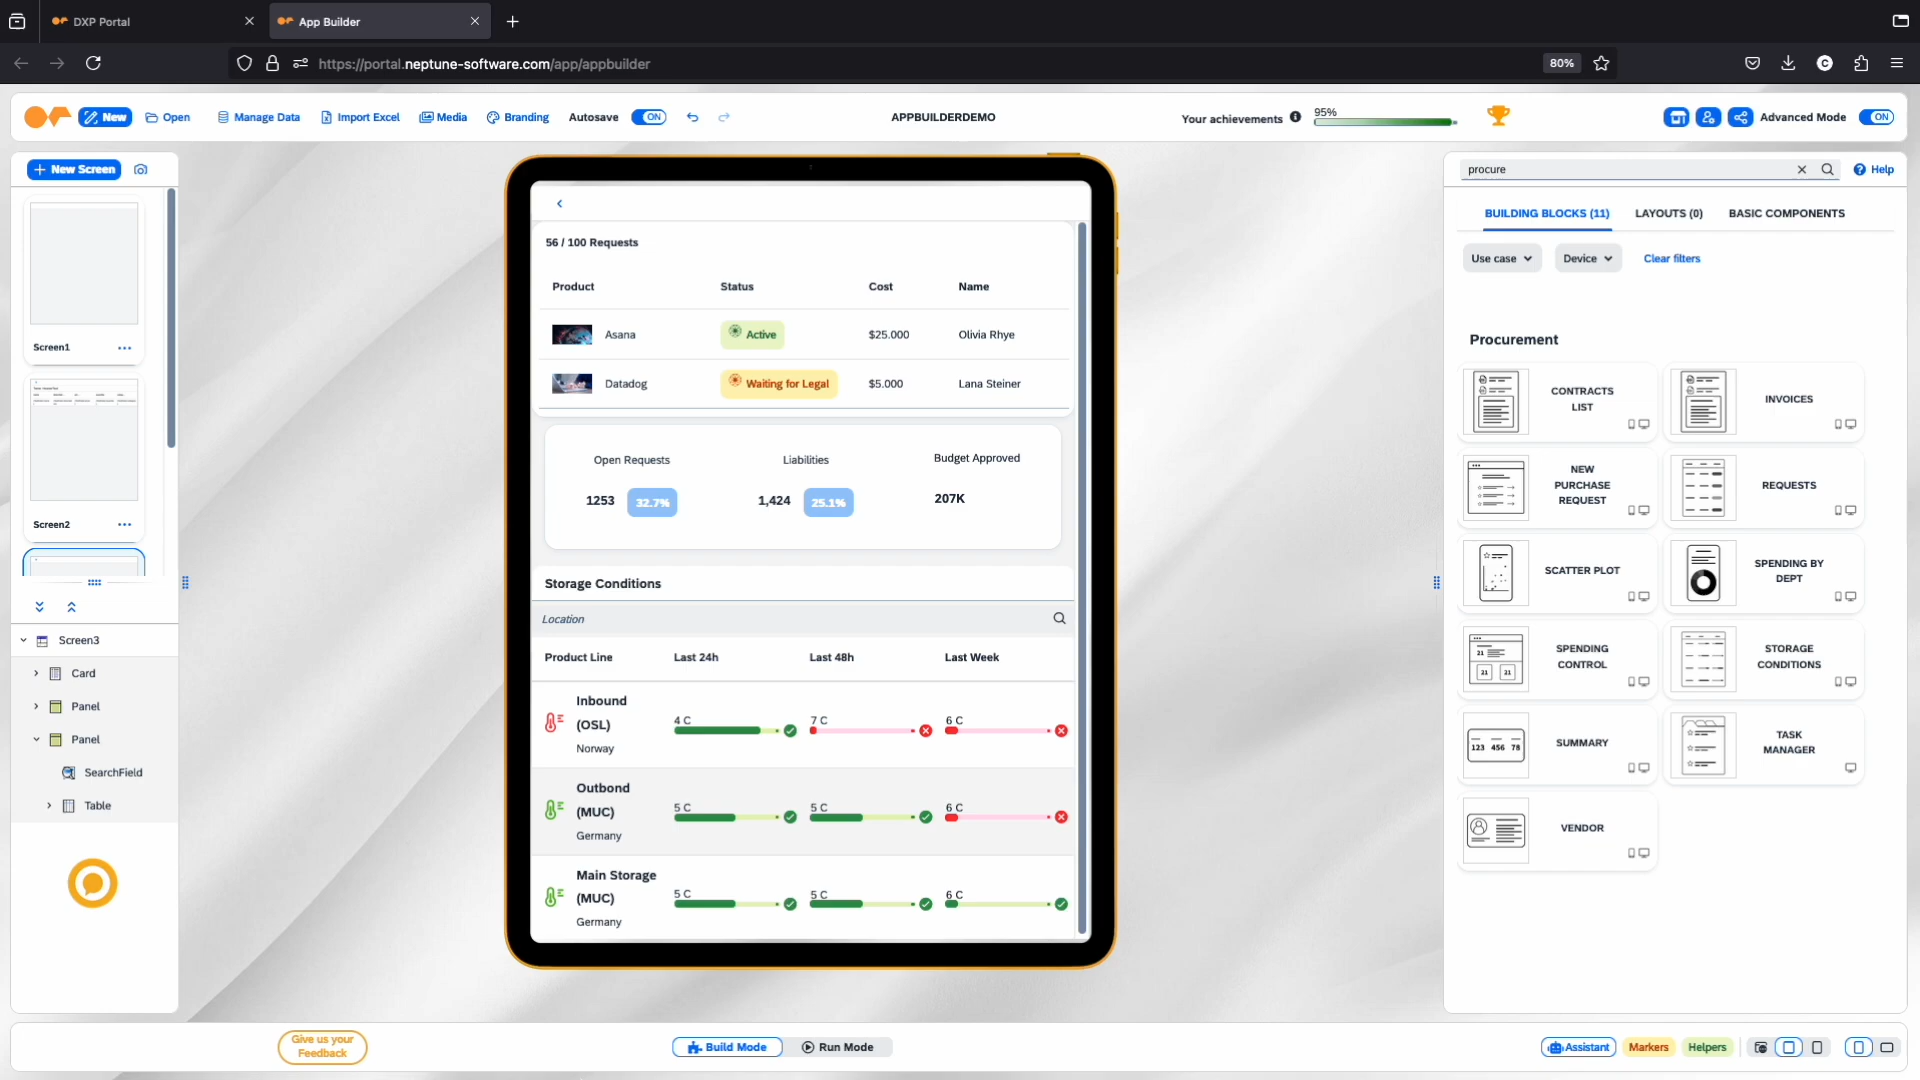 DXP Portal
App Builder
https://portal.neptune-software.com/app/appbuilder
80%
New
Open
Manage Data
Import Excel
Media
Branding
Autosave
ON
APPBUILDERDEMO
Your achievements
95%
Advanced Mode
ON
New Screen
Screen1
Screen2
Screen3
Card
Panel
Panel
SearchField
Table
56 / 100 Requests
Product Status Cost Name
Asana Active $25.000 Olivia Rhye
Datadog Waiting for Legal $5.000 Lana Steiner
Open Requests Liabilities Budget Approved
1253 32.7% 1,424 25.1% 207K
Storage Conditions
Location
Product Line Last 24h Last 48h Last Week
Inbound
(OSL)
Norway
4 C 7 C 6 C
Outbond
(MUC)
Germany
5 C 5 C 6 C
Main Storage
(MUC)
Germany
5 C 5 C 6 C
procure
Help
BUILDING BLOCKS (11) LAYOUTS (0) BASIC COMPONENTS
Use case Device Clear filters
Procurement
CONTRACTS
LIST
INVOICES
NEW
PURCHASE
REQUEST
REQUESTS
SCATTER PLOT
SPENDING BY
DEPT
21
21 21
SPENDING
CONTROL
STORAGE
CONDITIONS
123 456 78
SUMMARY
TASK
MANAGER
VENDOR
Give us your
Feedback
Build Mode
Run Mode
Assistant
Markers
Helpers